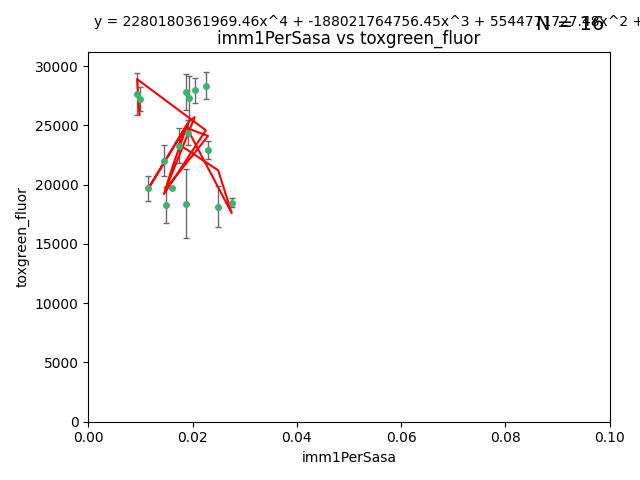 y = 2280180361969.46x^4 + -188021764756.45x^3 + 
N = 16
imm1PerSasa vs toxgreen_fluor
30000
25000
20000
15000
10000
5000
0
toxgreen_fluor
0.00 0.02 0.04 0.06 0.08 0.10
imm1PerSasa